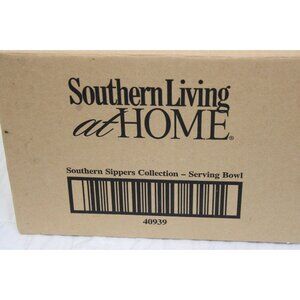 Southern Living
at HOME®
Southern Sippers Collection – Serving Bowl
40939